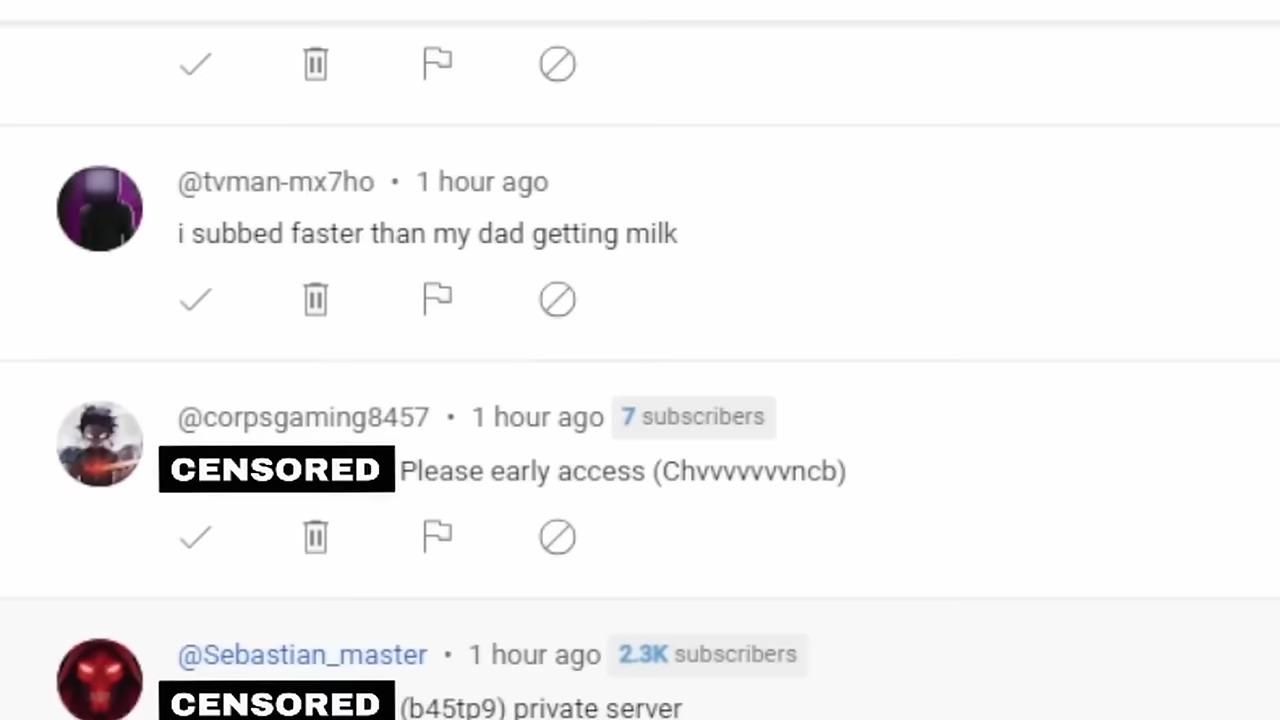 @tvman-mx7ho • 1 hour ago
i subbed faster than my dad getting milk
@corpsgaming8457 • 1 hour ago 7 subscribers
CENSORED Please early access (Chvvvvvvvncb)
@Sebastian_master • 1 hour ago 2.3K subscribers
CENSORED (b45tp9) private server